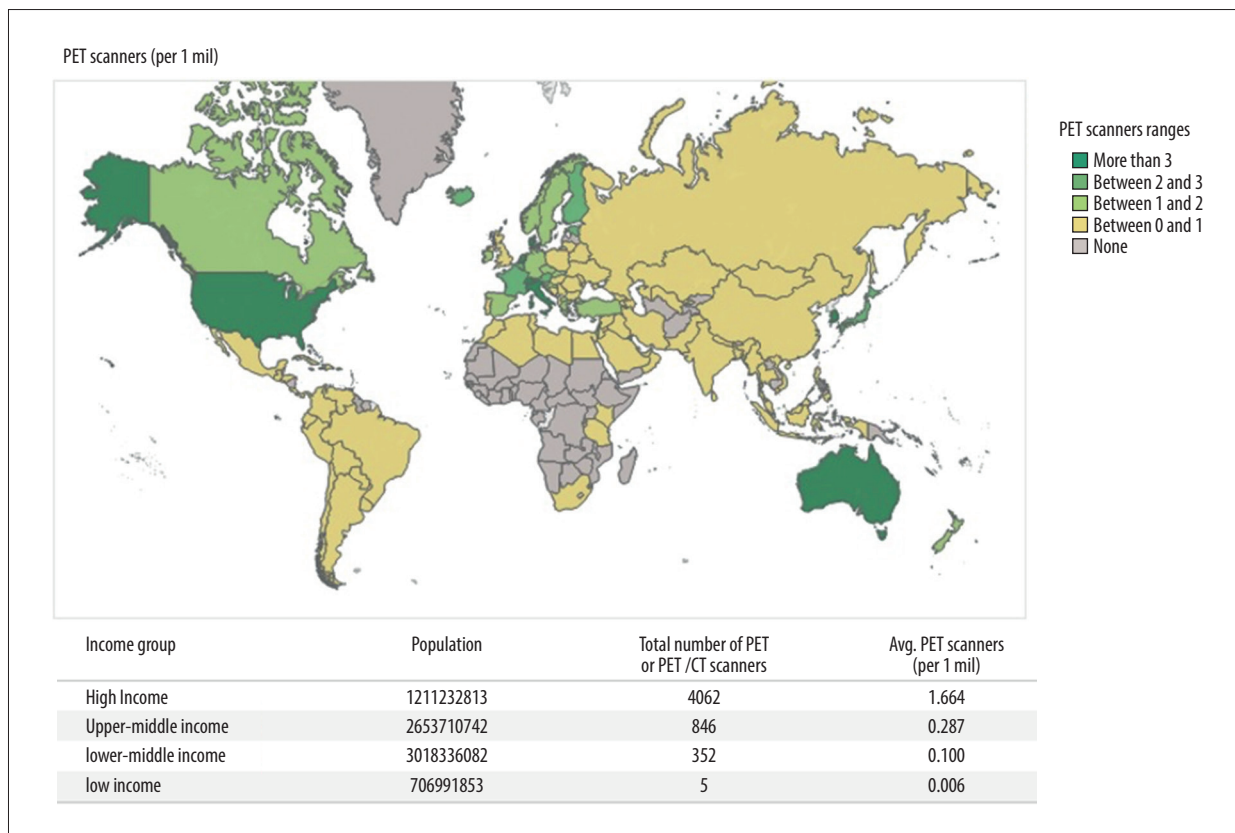 PET scanners (per 1 mil)
PET scanners ranges
More than 3
Between 2 and 3
Between 1 and 2
Between 0 and 1
None
Income group Population Total number of PET or PET /CT scanners Avg. PET scanners (per 1 mil)
High Income 1211232813 4062 1.664
Upper-middle income 2653710742 846 0.287
lower-middle income 3018336082 352 0.100
low income 706991853 5 0.006